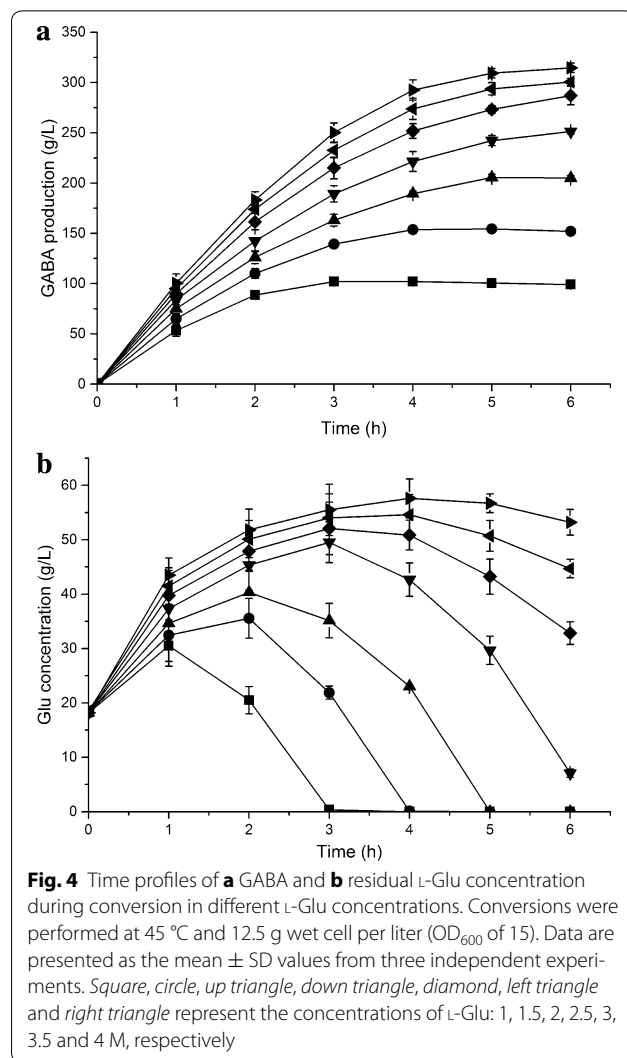 a
350
300
250
200
150
100
50
0
GABA production (g/L)
0 1 2 3 4 5 6
Time (h)
b
60
50
40
30
20
10
0
Glu concentration (g/L)
0 1 2 3 4 5 6
Time (h)
Fig. 4 Time profiles of a GABA and b residual L-Glu concentration
during conversion in different L-Glu concentrations. Conversions were
performed at 45 °C and 12.5 g wet cell per liter (OD600 of 15). Data are
presented as the mean ± SD values from three independent experi-
ments. Square, circle, up triangle, down triangle, diamond, left triangle
and right triangle represent the concentrations of L-Glu: 1, 1.5, 2, 2.5, 3,
3.5 and 4 M, respectively